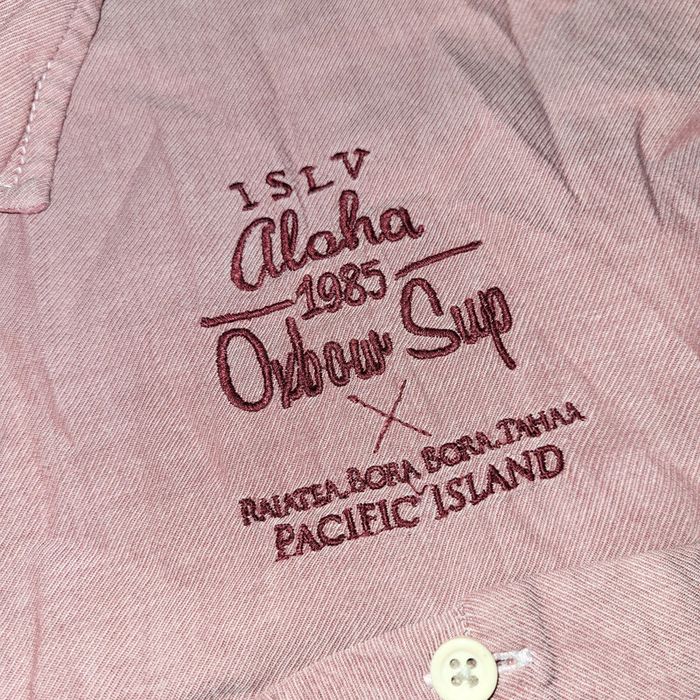 ISLV
Aloha
1985
Oxbow Sup
RAIATEA. BORA BORA. TAHAA
PACIFIC ISLAND